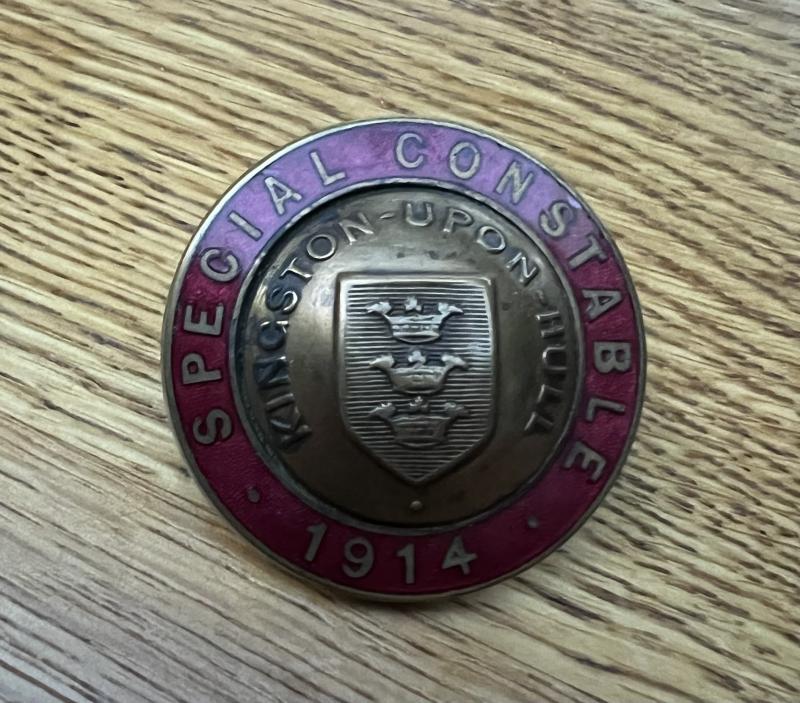 SPECIAL CONSTABLE
KINGSTON-UPON-HULL
· 1914 ·